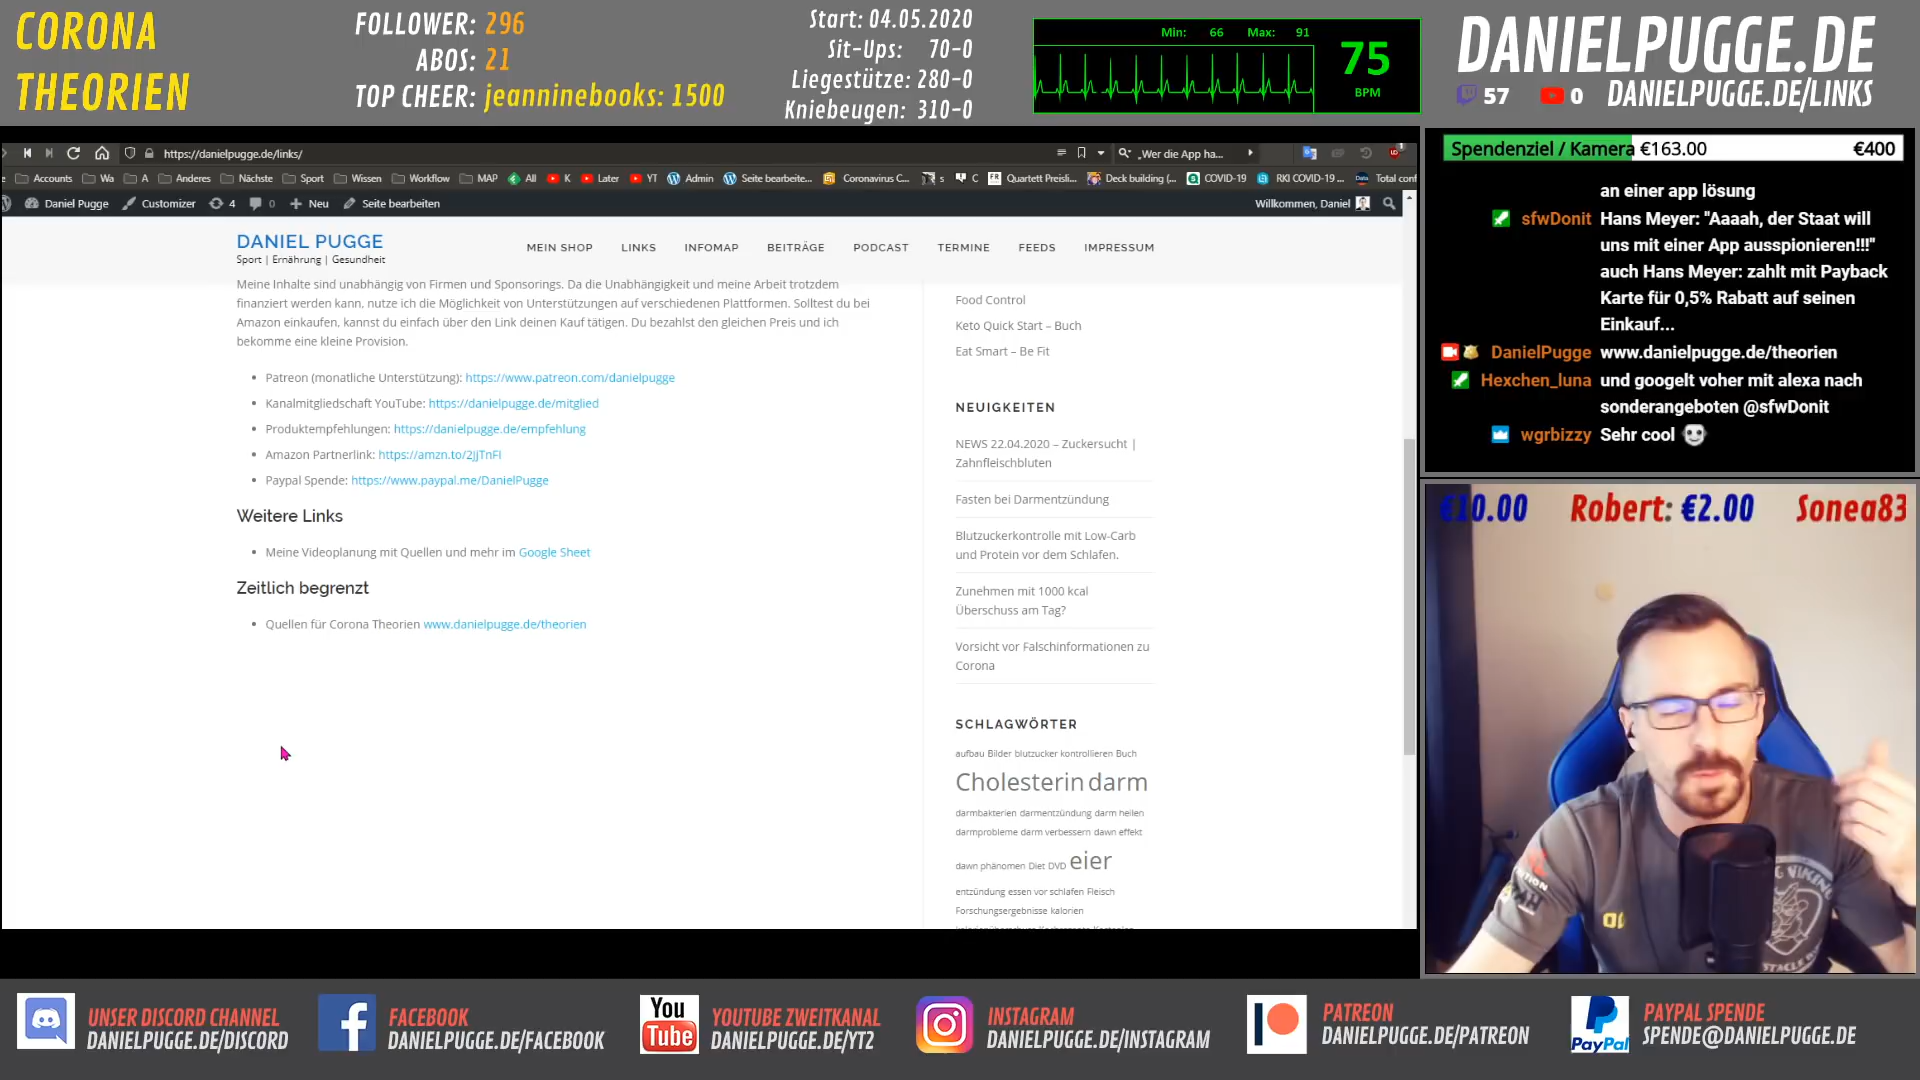 CORONA
THEORIEN
FOLLOWER: 296
ABOS: 21
TOP CHEER: jeanninebooks: 1500
Start: 04.05.2020
Sit-Ups: 70-0
Liegestütze: 280-0
Kniebeugen: 310-0
Min: 66 Max: 91
75
BPM
DANIELPUGGE.DE
57 0 DANIELPUGGE.DE/LINKS
https://danielpugge.de/links/
„Wer die App ha...
Accounts Wa A Anderes Nächste Sport Wissen Workflow MAP All K Later YT Admin Seite bearbeite... Coronavirus C... s C Quartett Preisli... Deck building (... COVID-19 RKI COVID-19 ... Total conf
Daniel Pugge Customizer 4 0 Neu Seite bearbeiten Willkommen, Daniel
DANIEL PUGGE
Sport | Ernährung | Gesundheit
MEIN SHOP LINKS INFOMAP BEITRÄGE PODCAST TERMINE FEEDS IMPRESSUM
Meine Inhalte sind unabhängig von Firmen und Sponsorings. Da die Unabhängigkeit und meine Arbeit trotzdem
finanziert werden kann, nutze ich die Möglichkeit von Unterstützungen auf verschiedenen Plattformen. Solltest du bei
Amazon einkaufen, kannst du einfach über den Link deinen Kauf tätigen. Du bezahlst den gleichen Preis und ich
bekomme eine kleine Provision.
Patreon (monatliche Unterstützung): https://www.patreon.com/danielpugge
Kanalmitgliedschaft YouTube: https://danielpugge.de/mitglied
Produktempfehlungen: https://danielpugge.de/empfehlung
Amazon Partnerlink: https://amzn.to/2jjTnFI
Paypal Spende: https://www.paypal.me/DanielPugge
Weitere Links
Meine Videoplanung mit Quellen und mehr im Google Sheet
Zeitlich begrenzt
Quellen für Corona Theorien www.danielpugge.de/theorien
Food Control
Keto Quick Start – Buch
Eat Smart – Be Fit
NEUIGKEITEN
NEWS 22.04.2020 – Zuckersucht |
Zahnfleischbluten
Fasten bei Darmentzündung
Blutzuckerkontrolle mit Low-Carb
und Protein vor dem Schlafen.
Zunehmen mit 1000 kcal
Überschuss am Tag?
Vorsicht vor Falschinformationen zu
Corona
SCHLAGWÖRTER
aufbau Bilder blutzucker kontrollieren Buch
Cholesterin darm
darmbakterien darmentzündung darm heilen
darmprobleme darm verbessern dawn effekt
dawn phänomen Diet DVD eier
entzündung essen vor schlafen Fleisch
Forschungsergebnisse kalorien
Spendenziel / Kamera €163.00 €400
an einer app lösung
sfwDonit Hans Meyer: "Aaaah, der Staat will
uns mit einer App ausspionieren!!!"
auch Hans Meyer: zahlt mit Payback
Karte für 0,5% Rabatt auf seinen
Einkauf...
DanielPugge www.danielpugge.de/theorien
Hexchen_luna und googelt voher mit alexa nach
sonderangeboten @sfwDonit
wgrbizzy Sehr cool
€10.00 Robert: €2.00 Sonea83
UNSER DISCORD CHANNEL
DANIELPUGGE.DE/DISCORD
FACEBOOK
DANIELPUGGE.DE/FACEBOOK
You
Tube
YOUTUBE ZWEITKANAL
DANIELPUGGE.DE/YT2
INSTAGRAM
DANIELPUGGE.DE/INSTAGRAM
PATREON
DANIELPUGGE.DE/PATREON
PayPal
PAYPAL SPENDE
SPENDE@DANIELPUGGE.DE